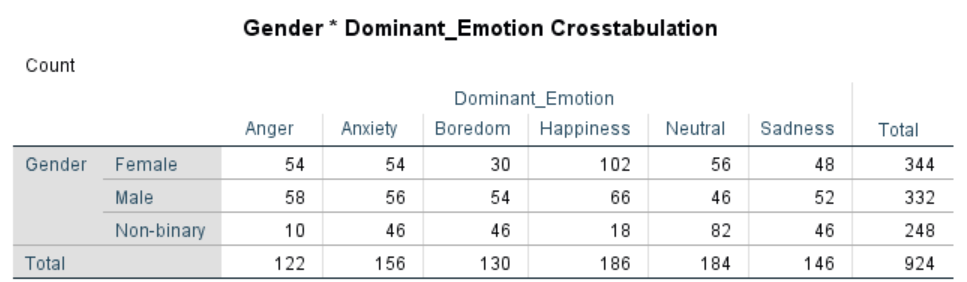 Gender * Dominant_Emotion Crosstabulation
Count
Dominant_Emotion
Anger Anxiety Boredom Happiness Neutral Sadness Total
Gender Female 54 54 30 102 56 48 344
Male 58 56 54 66 46 52 332
Non-binary 10 46 46 18 82 46 248
Total 122 156 130 186 184 146 924